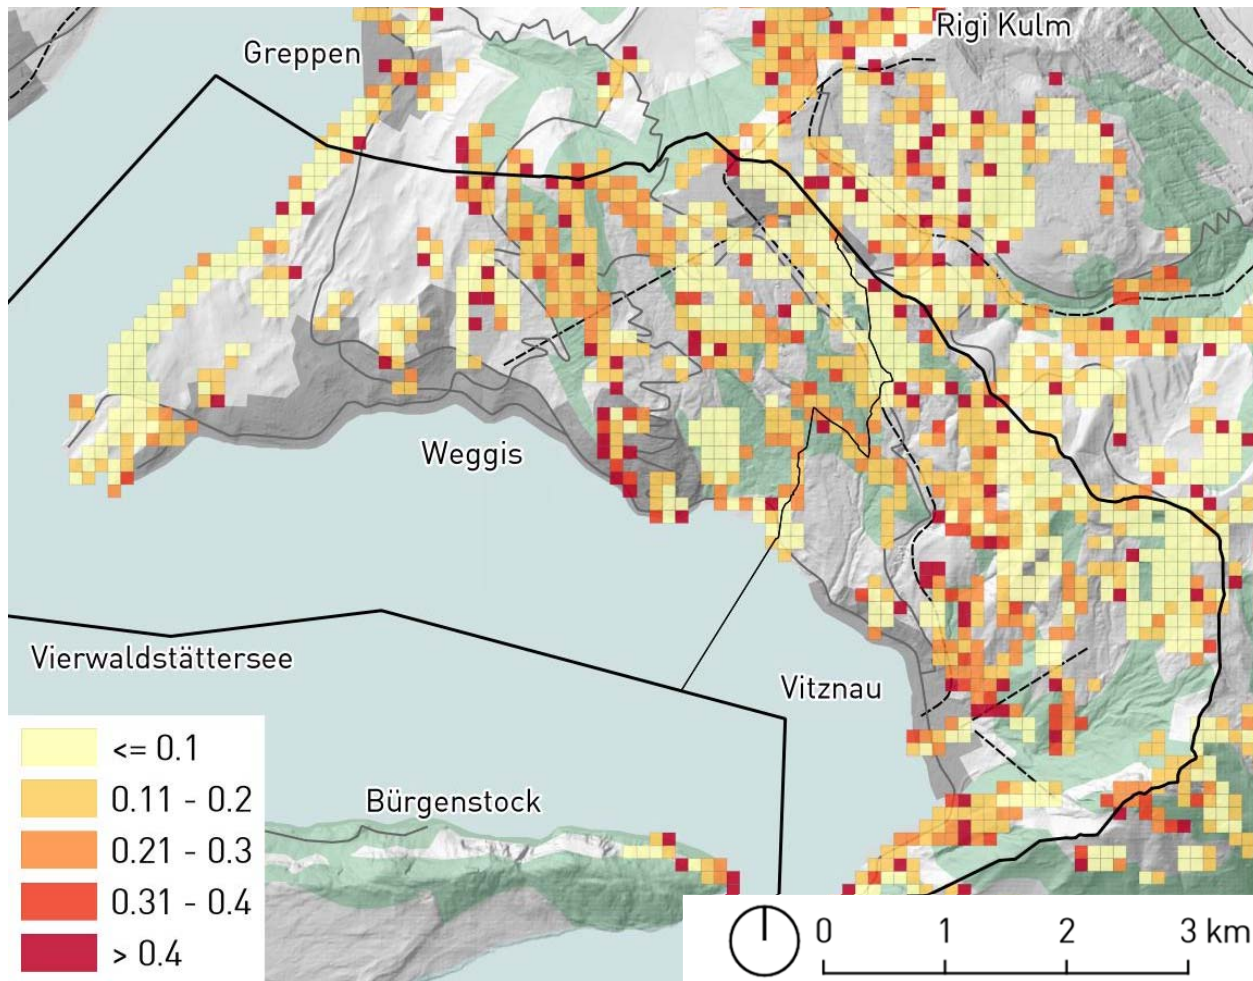 Rigi Kulm
Greppen
Weggis
Vierwaldstättersee
Vitznau
Bürgenstock
<= 0.1
0.11 - 0.2
0.21 - 0.3
0.31 - 0.4
> 0.4
0 1 2 3 km